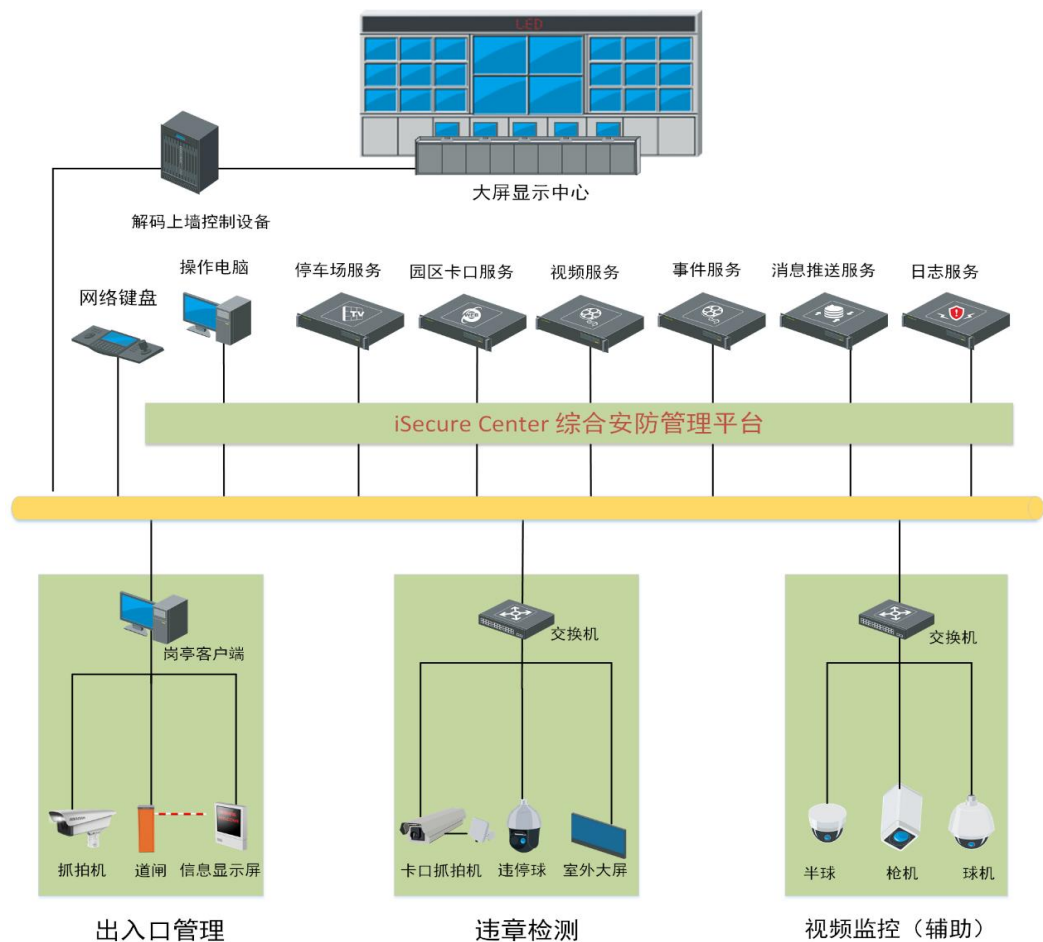 LED
大屏显示中心
解码上墙控制设备
操作电脑
停车场服务
园区卡口服务
视频服务
事件服务
消息推送服务
日志服务
网络键盘
iSecure Center 综合安防管理平台
岗亭客户端
交换机
交换机
抓拍机
道闸
信息显示屏
卡口抓拍机
违停球
室外大屏
半球
枪机
球机
出入口管理
违章检测
视频监控（辅助）